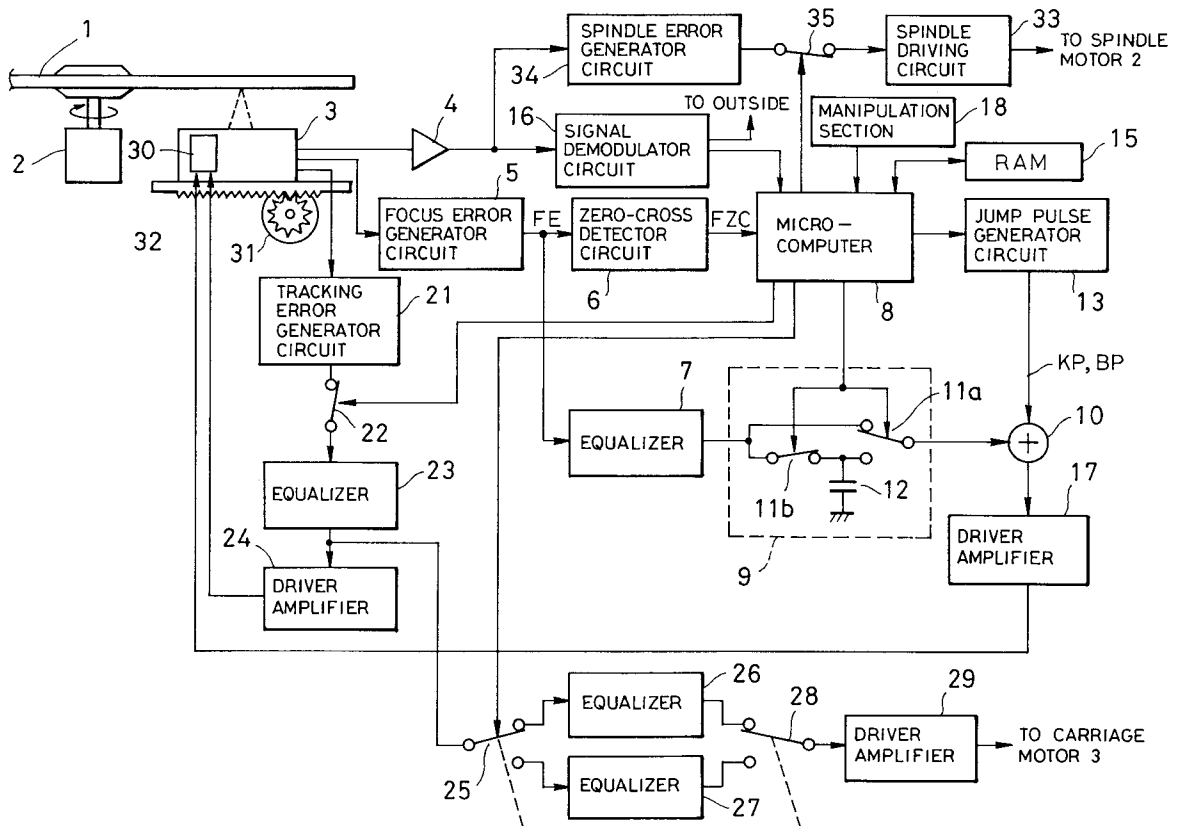 1
2
3
30
32
31
4
34
SPINDLE ERROR
GENERATOR
CIRCUIT
35
SPINDLE
DRIVING
CIRCUIT
33
TO SPINDLE
MOTOR 2
TO OUTSIDE
16
SIGNAL
DEMODULATOR
CIRCUIT
MANIPULATION
SECTION
18
RAM
15
5
FOCUS ERROR
GENERATOR
CIRCUIT
FE
ZERO-CROSS
DETECTOR
CIRCUIT
6
FZC
MICRO-
COMPUTER
8
JUMP PULSE
GENERATOR
CIRCUIT
13
TRACKING
ERROR
GENERATOR
CIRCUIT
21
22
KP, BP
7
EQUALIZER
11a
11b
12
9
10
17
DRIVER
AMPLIFIER
EQUALIZER
23
24
DRIVER
AMPLIFIER
25
EQUALIZER
26
EQUALIZER
27
28
29
DRIVER
AMPLIFIER
TO CARRIAGE
MOTOR 3